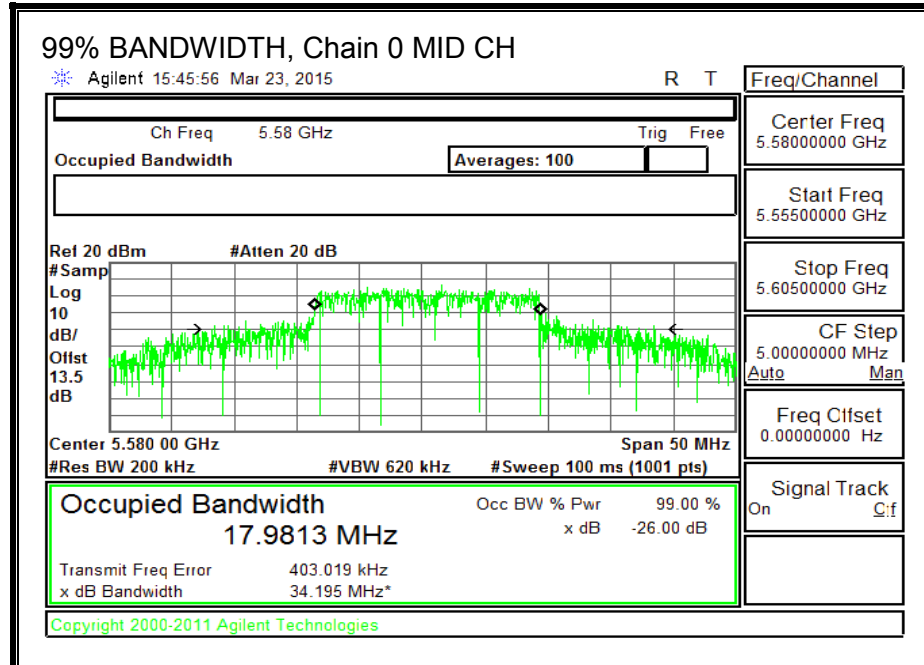 99% BANDWIDTH, Chain 0 MID CH
Agilent 15:45:56 Mar 23, 2015 R T
Freq/Channel
Ch Freq 5.58 GHz Trig Free
Occupied Bandwidth Averages: 100
Center Freq
5.58000000 GHz
Start Freq
5.55500000 GHz
Stop Freq
5.60500000 GHz
CF Step
5.00000000 MHz
Auto Man
Freq Offset
0.00000000 Hz
Signal Track
On Off
Ref 20 dBm #Atten 20 dB
#Samp
Log
10
dB/
Offst
13.5
dB
Center 5.580 00 GHz Span 50 MHz
#Res BW 200 kHz #VBW 620 kHz #Sweep 100 ms (1001 pts)
Occupied Bandwidth Occ BW % Pwr 99.00 %
17.9813 MHz x dB -26.00 dB
Transmit Freq Error 403.019 kHz
x dB Bandwidth 34.195 MHz*
Copyright 2000-2011 Agilent Technologies